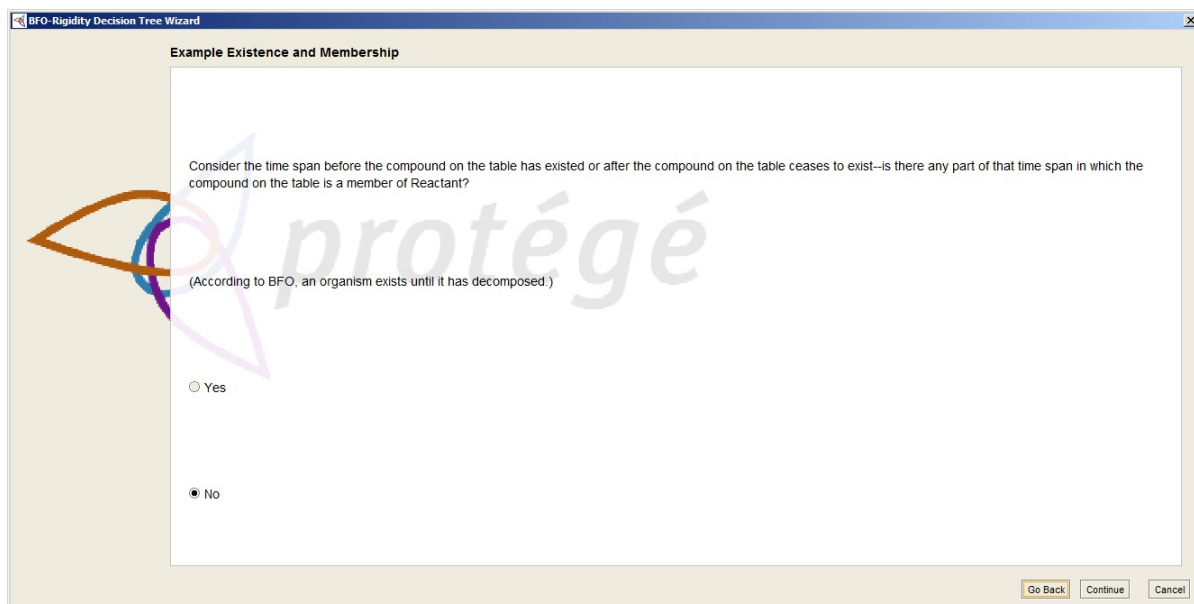 BFO-Rigidity Decision Tree Wizard
Example Existence and Membership
Consider the time span before the compound on the table has existed or after the compound on the table ceases to exist--is there any part of that time span in which the
compound on the table is a member of Reactant?
protégé
(According to BFO, an organism exists until it has decomposed.)
Yes
No
Go Back Continue Cancel